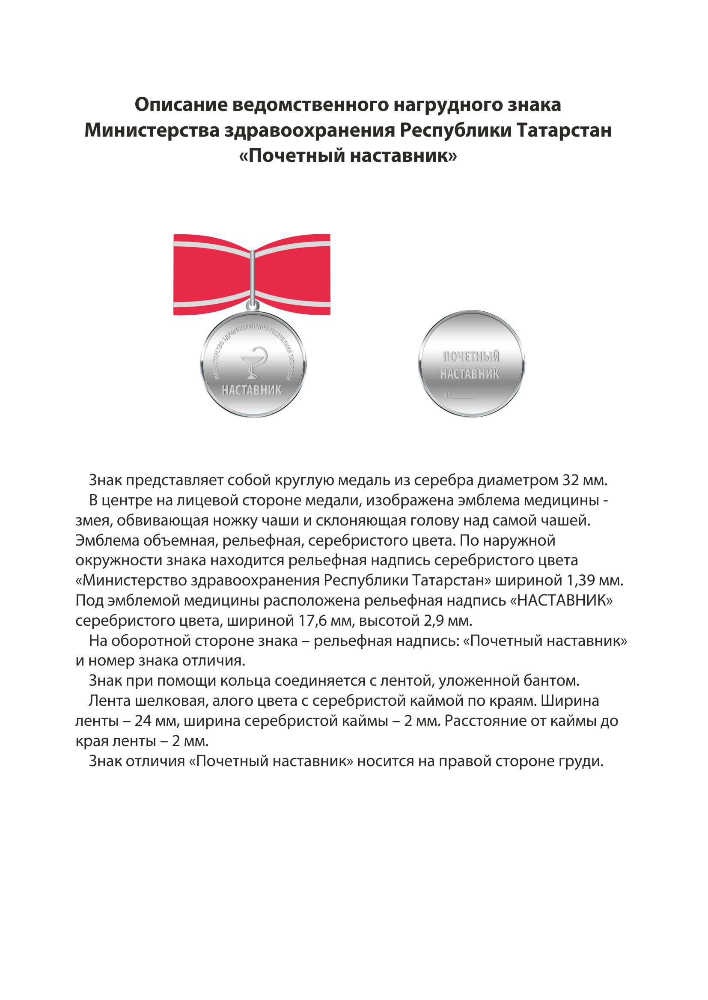 Описание ведомственного нагрудного знака
Министерства здравоохранения Республики Татарстан
«Почетный наставник»
МИНИСТЕРСТВО ЗДРАВООХРАНЕНИЯ РЕСПУБЛИКИ ТАТАРСТАН
НАСТАВНИК
ПОЧЕТНЫЙ
НАСТАВНИК
№______
Знак представляет собой круглую медаль из серебра диаметром 32 мм.
В центре на лицевой стороне медали, изображена эмблема медицины -
змея, обвивающая ножку чаши и склоняющая голову над самой чашей.
Эмблема объемная, рельефная, серебристого цвета. По наружной
окружности знака находится рельефная надпись серебристого цвета
«Министерство здравоохранения Республики Татарстан» шириной 1,39 мм.
Под эмблемой медицины расположена рельефная надпись «НАСТАВНИК»
серебристого цвета, шириной 17,6 мм, высотой 2,9 мм.
На оборотной стороне знака – рельефная надпись: «Почетный наставник»
и номер знака отличия.
Знак при помощи кольца соединяется с лентой, уложенной бантом.
Лента шелковая, алого цвета с серебристой каймой по краям. Ширина
ленты – 24 мм, ширина серебристой каймы – 2 мм. Расстояние от каймы до
края ленты – 2 мм.
Знак отличия «Почетный наставник» носится на правой стороне груди.